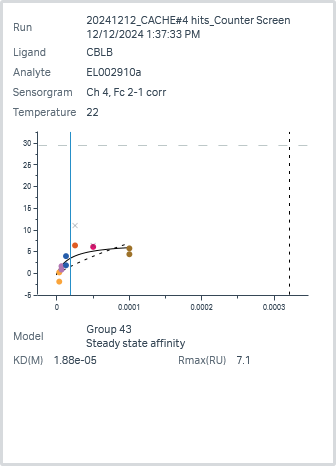 Run 20241212_CACHE#4 hits_Counter Screen
12/12/2024 1:37:33 PM
Ligand CBLB
Analyte EL002910a
Sensorgram Ch 4, Fc 2-1 corr
Temperature 22
30
25
20
15
10
5
0
-5
0 0.0001 0.0002 0.0003
Model Group 43
Steady state affinity
KD(M) 1.88e-05 Rmax(RU) 7.1